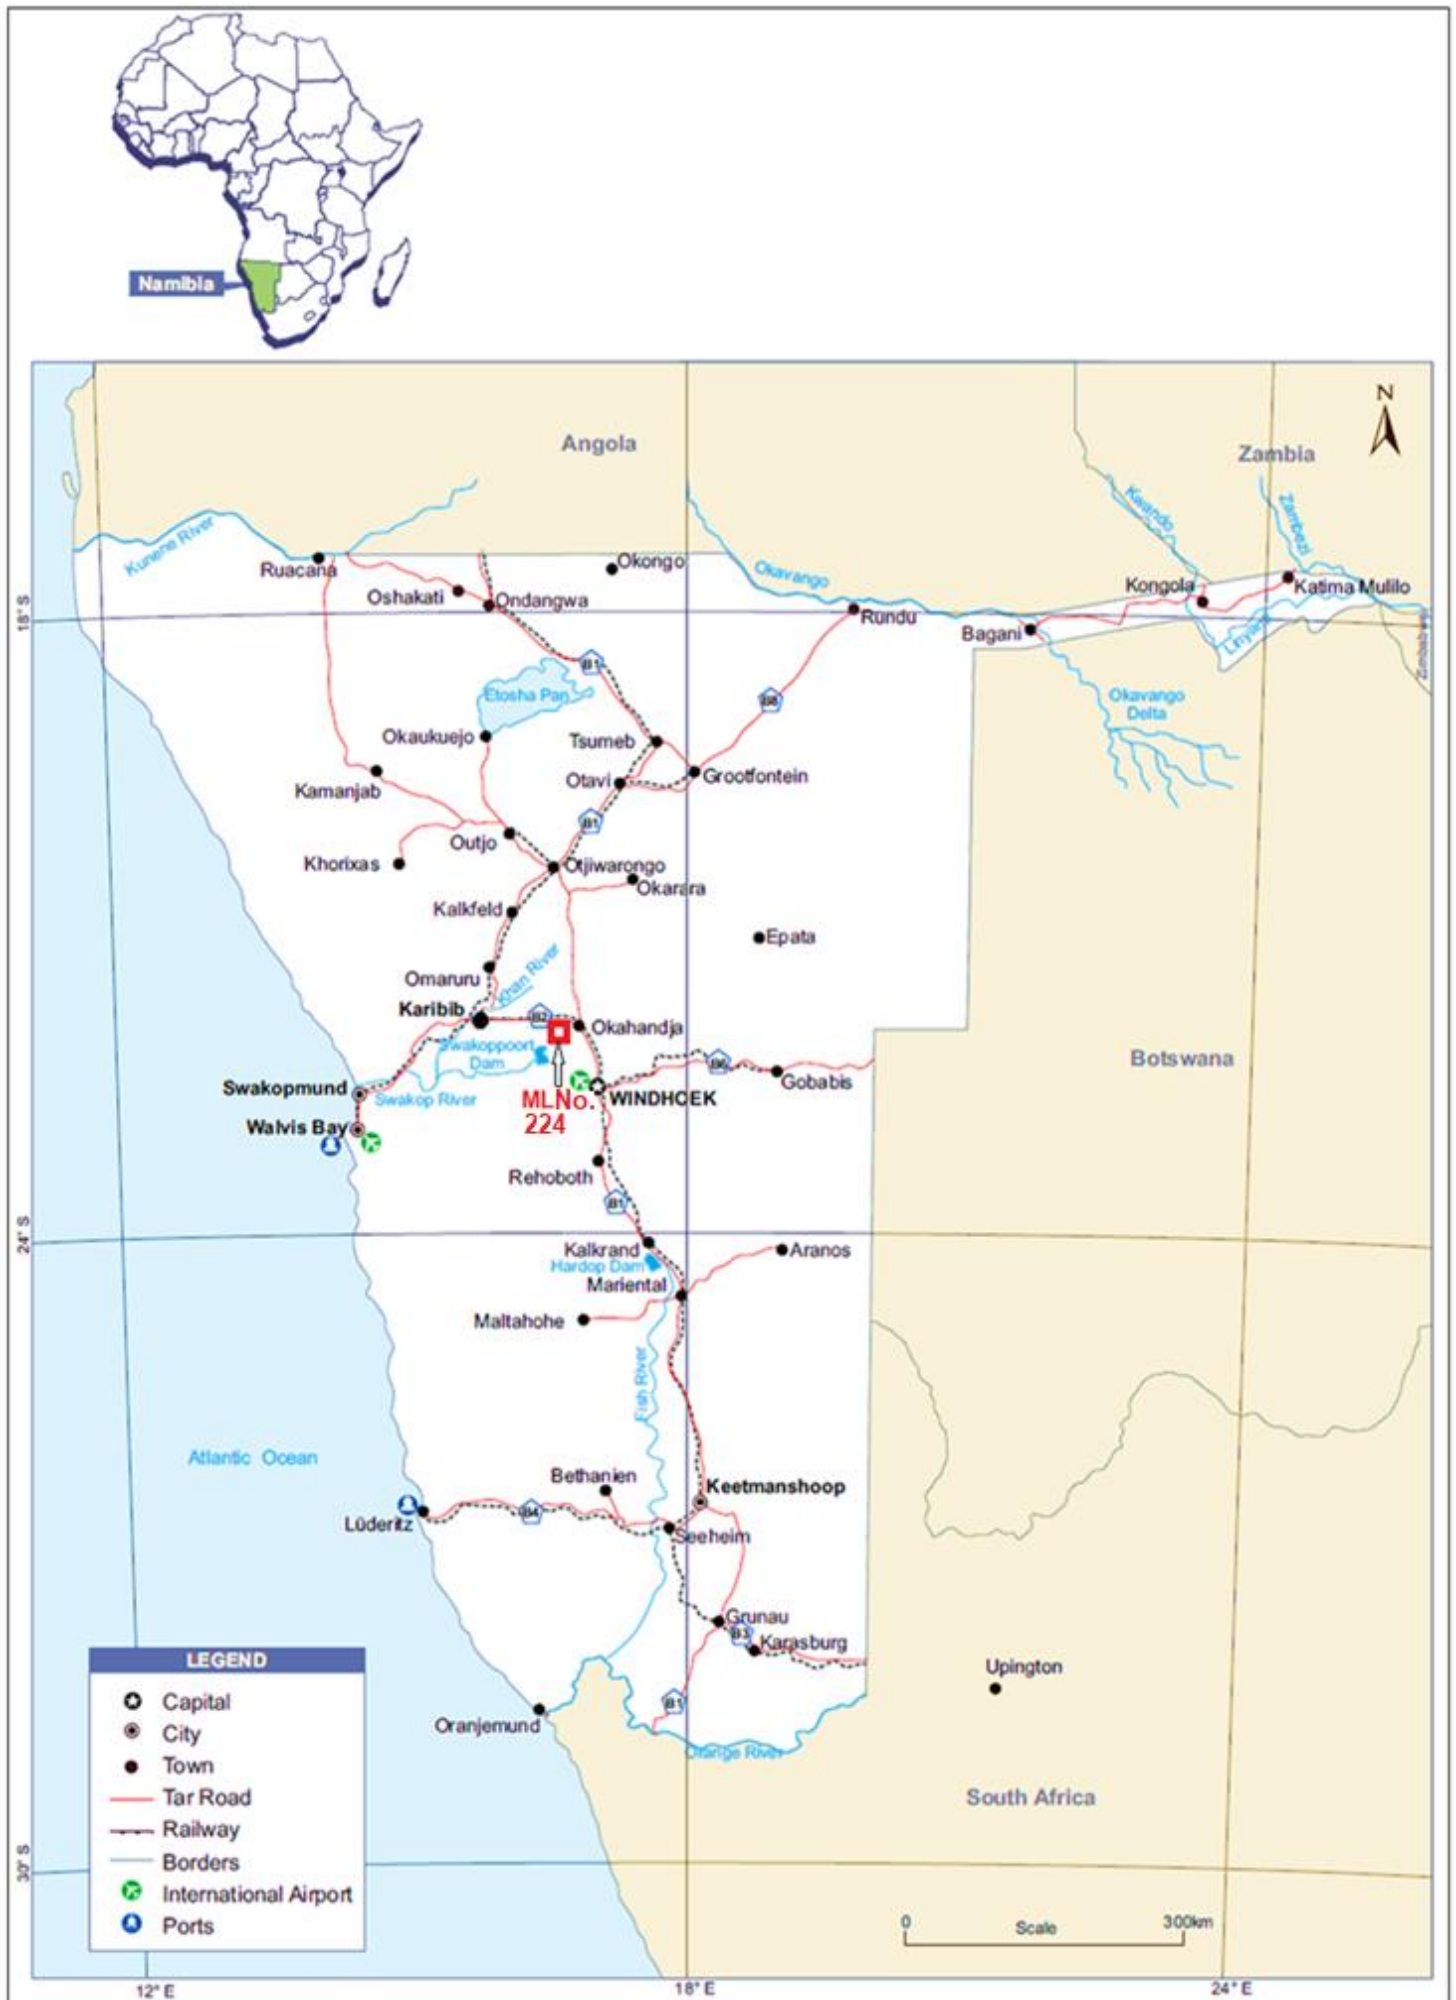 Namibia
N
Angola
Zambia
Kwando
Zambezi
Kunene River
Ruacana
Okongo
Okavango
Oshakati
Ondangwa
Kongola
Katima Mulilo
18° S
Rundu
Bagani
B1
Etosha Pan
B8
Okavango
Delta
Okaukuejo
Tsumeb
Otavi
Grootfontein
Kamanjab
B1
Outjo
Khorixas
Otjiwarongo
Okarara
Kalkfeld
Epata
Omaruru
Khan River
Karibib
B2
Okahandja
Swakoppoort
Dam
Botswana
B6
Gobabis
Swakopmund
Swakop River
MLNo.
224
WINDHOEK
Walvis Bay
Rehoboth
B1
24° S
Kalkrand
Aranos
Hardop Dam
Mariental
Maltahohe
Fish River
Atlantic Ocean
Bethanien
Keetmanshoop
Lüderitz
B4
Seeheim
Grunau
B3
Karasburg
Upington
B1
Oranjemund
Orange River
South Africa
LEGEND
Capital
City
Town
Tar Road
Railway
Borders
International Airport
Ports
30° S
0
Scale
300km
12° E
18° E
24° E